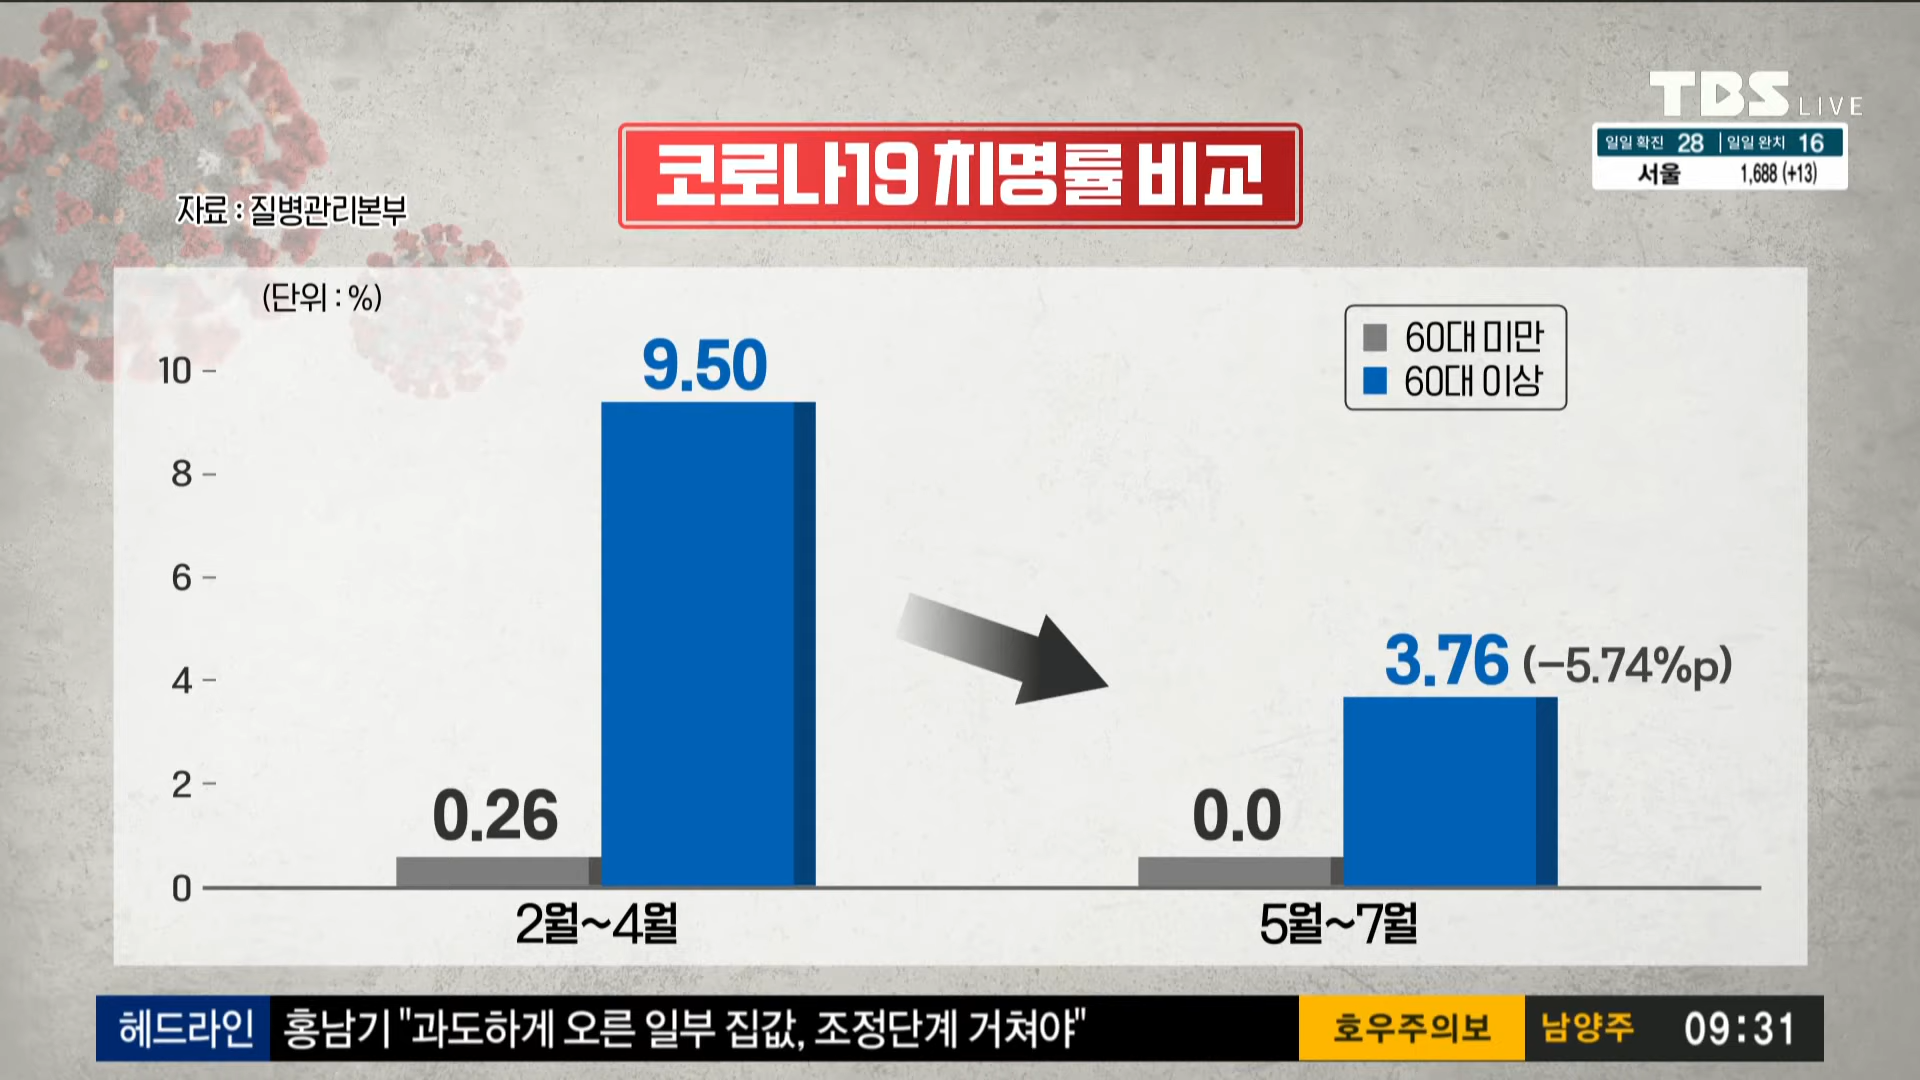 TBS LIVE
일일 확진 28 일일 완치 16
서울 1,688 (+13)
코로나19 치명률 비교
자료 : 질병관리본부
(단위 : %)
60대 미만
60대 이상
10
8
6
4
2
0
0.26
9.50
0.0
3.76 (-5.74%p)
2월~4월
5월~7월
헤드라인 홍남기 "과도하게 오른 일부 집값, 조정단계 거쳐야" 호우주의보 남양주 09:31